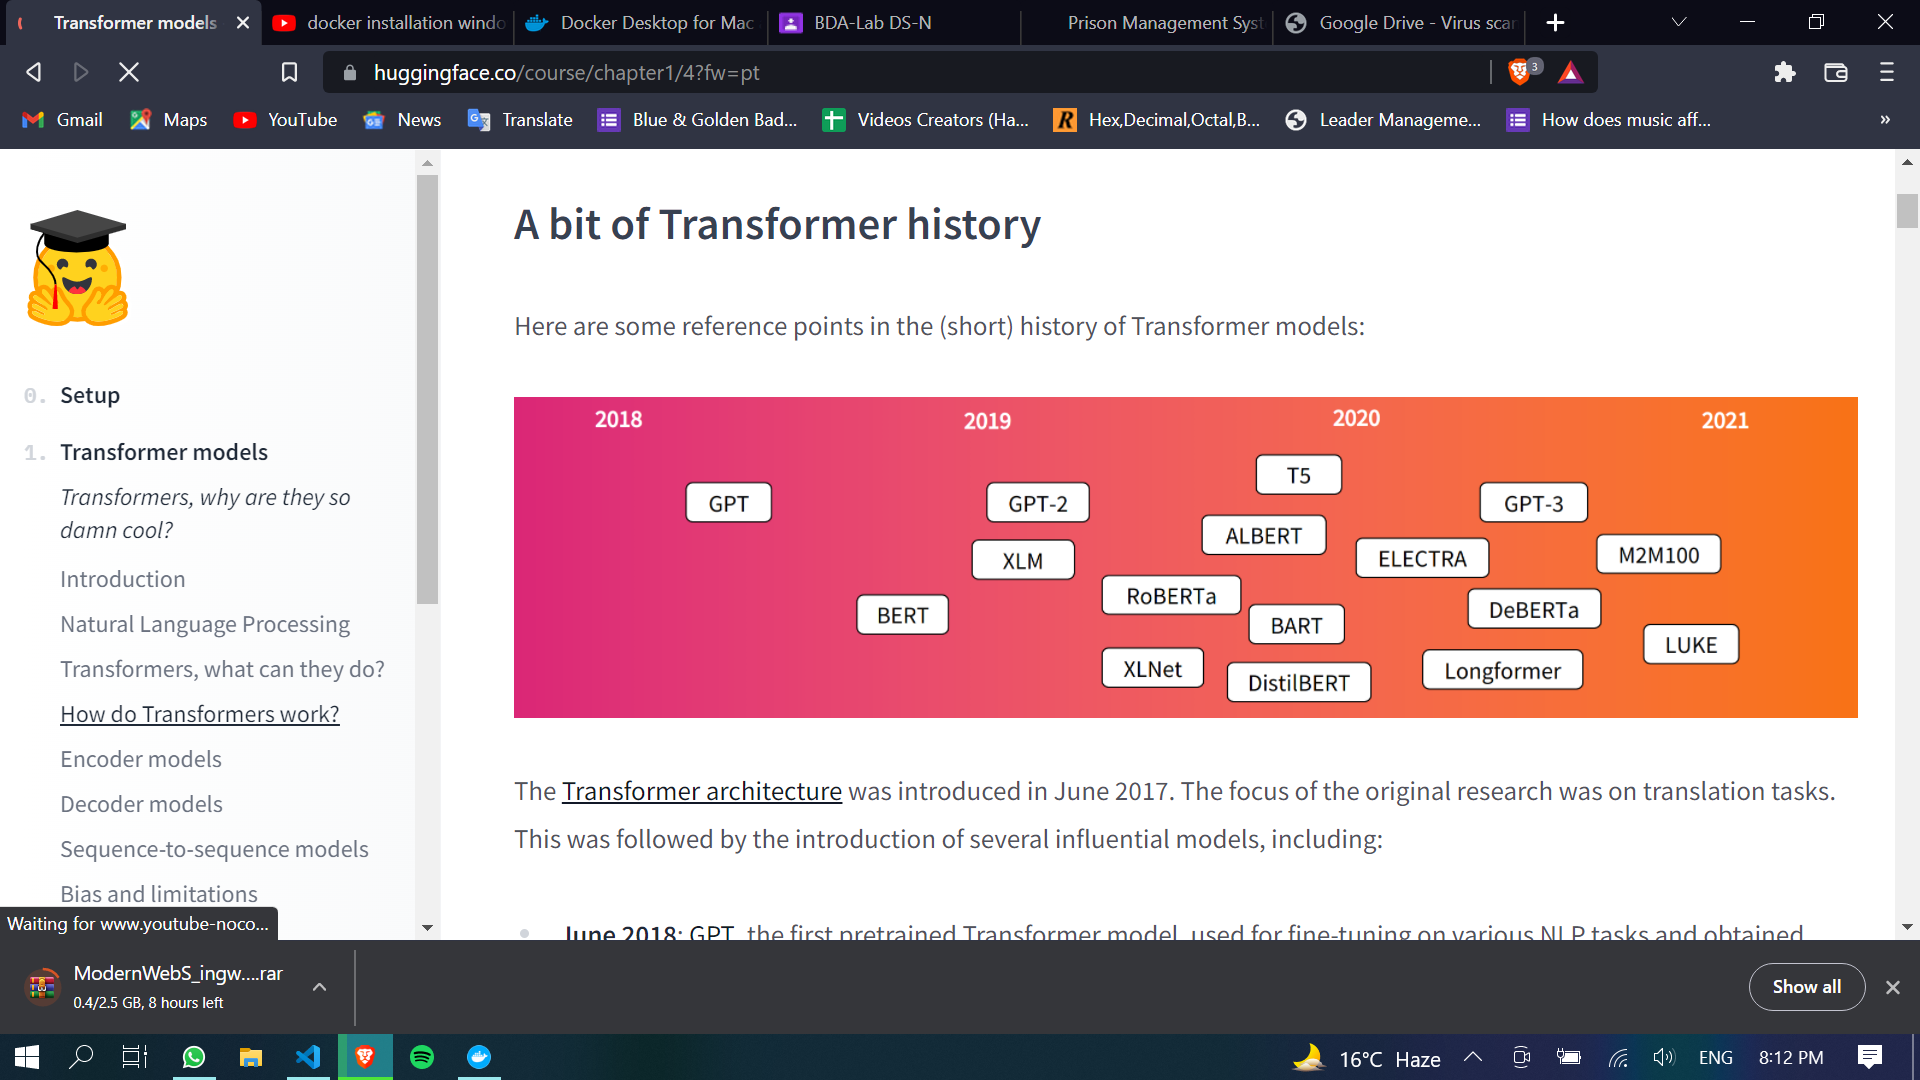 Transformer models
docker installation windo
Docker Desktop for Mac
BDA-Lab DS-N
Prison Management Syst
Google Drive - Virus scan
huggingface.co/course/chapter1/4?fw=pt
3
Gmail
Maps
YouTube
News
Translate
Blue & Golden Bad...
Videos Creators (Ha...
Hex,Decimal,Octal,B...
Leader Manageme...
How does music aff...
»
0. Setup
1. Transformer models
Transformers, why are they so
damn cool?
Introduction
Natural Language Processing
Transformers, what can they do?
How do Transformers work?
Encoder models
Decoder models
Sequence-to-sequence models
Bias and limitations
Waiting for www.youtube-noco...
A bit of Transformer history
Here are some reference points in the (short) history of Transformer models:
2018 2019 2020 2021
T5
GPT GPT-2 GPT-3
ALBERT
XLM ELECTRA M2M100
RoBERTa
BERT BART DeBERTa
LUKE
XLNet DistilBERT Longformer
The Transformer architecture was introduced in June 2017. The focus of the original research was on translation tasks.
This was followed by the introduction of several influential models, including:
June 2018: GPT, the first pretrained Transformer model, used for fine-tuning on various NLP tasks and obtained
ModernWebS_ingw....rar
0.4/2.5 GB, 8 hours left
Show all
16°C Haze
ENG
8:12 PM